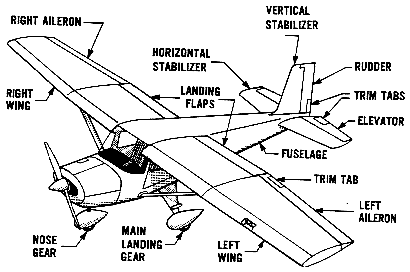 VERTICAL
STABILIZER
RIGHT AILERON
HORIZONTAL
STABILIZER
RUDDER
RIGHT
WING
LANDING
FLAPS
TRIM TABS
ELEVATOR
FUSELAGE
TRIM TAB
LEFT
AILERON
NOSE
GEAR
MAIN
LANDING
GEAR
LEFT
WING